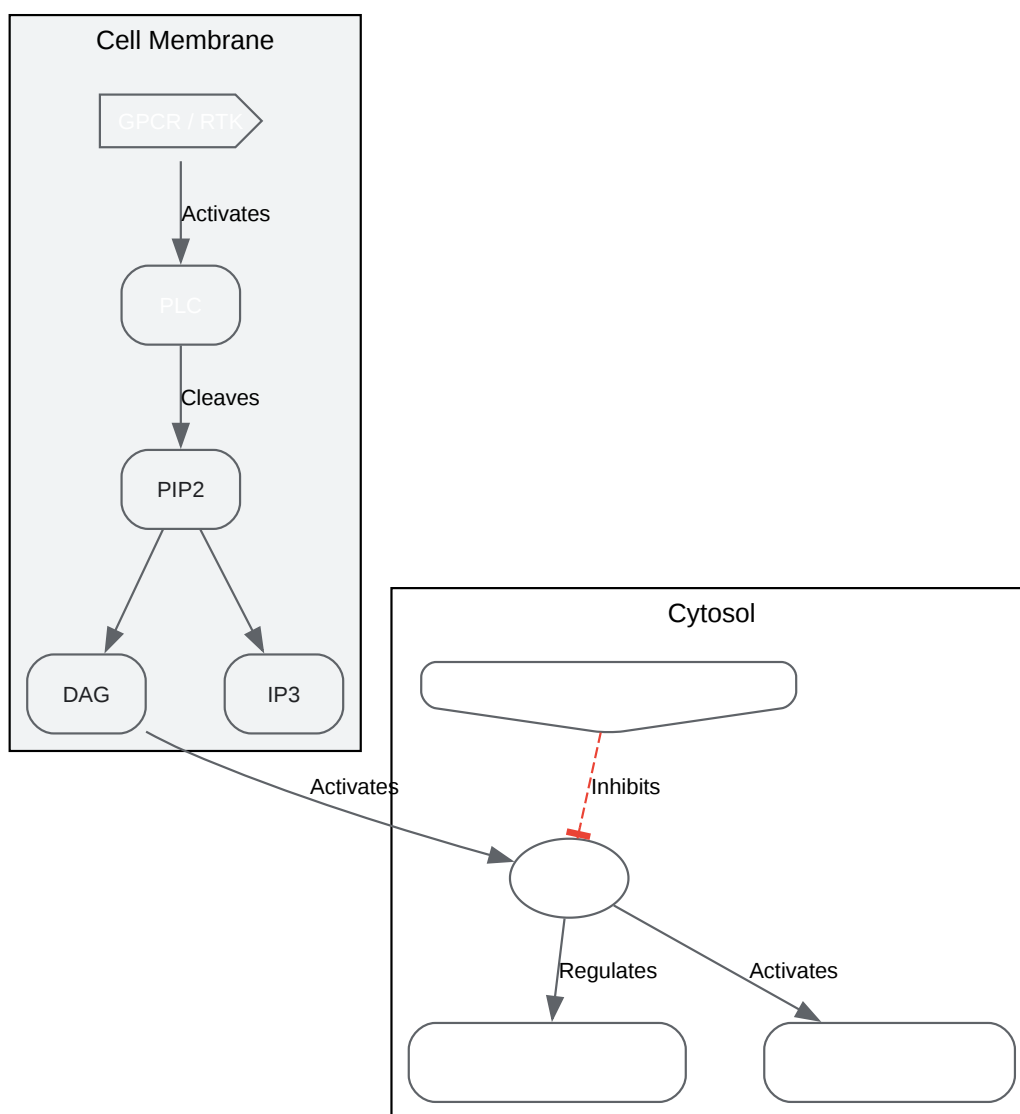 Cell Membrane
GPCR / RTK
Activates
PLC
Cleaves
PIP2
DAG
IP3
Activates
Cytosol
Inhibits
Regulates
Activates